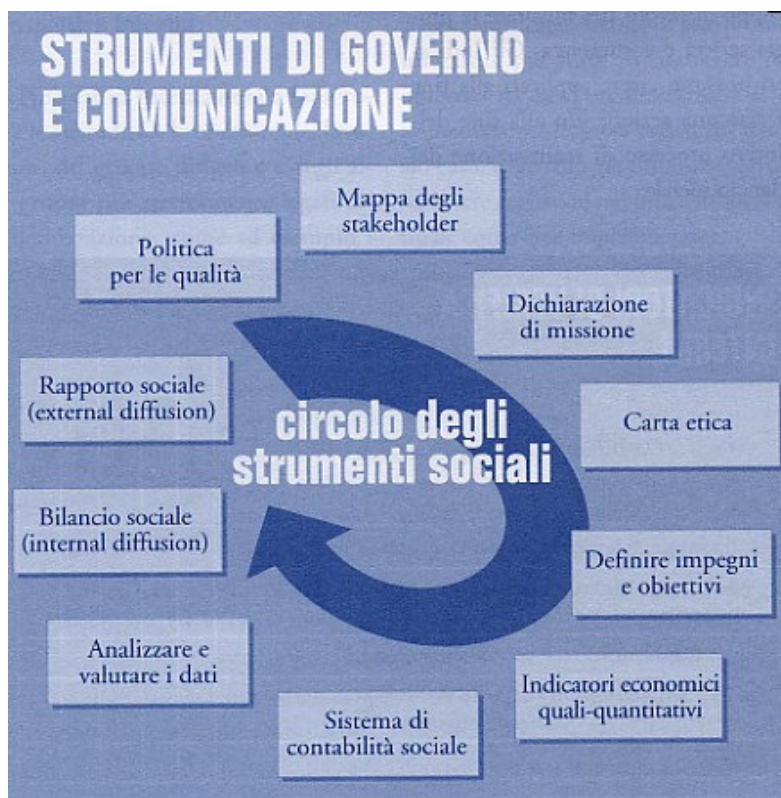 STRUMENTI DI GOVERNO
E COMUNICAZIONE
Mappa degli
stakeholder
Politica
per le qualità
Dichiarazione
di missione
Rapporto sociale
(external diffusion)
circolo degli
strumenti sociali
Carta etica
Bilancio sociale
(internal diffusion)
Definire impegni
e obiettivi
Analizzare e
valutare i dati
Indicatori economici
quali-quantitativi
Sistema di
contabilità sociale